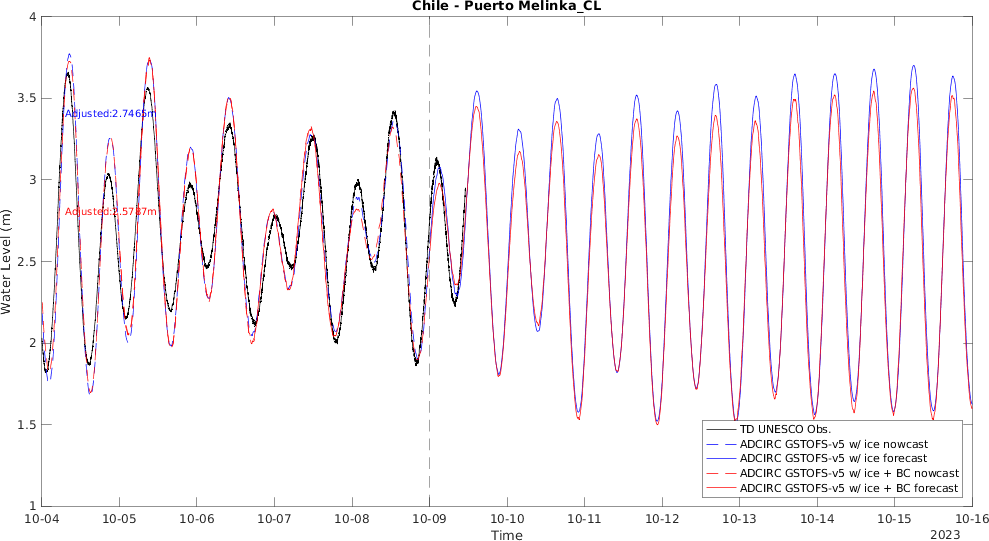 Chile - Puerto Melinka_CL
4
3.5
3
2.5
2
1.5
1
Water Level (m)
Adjusted:2.7465m
Adjusted:2.5787m
TD UNESCO Obs.
ADCIRC GSTOFS-v5 w/ ice nowcast
ADCIRC GSTOFS-v5 w/ ice forecast
ADCIRC GSTOFS-v5 w/ ice + BC nowcast
ADCIRC GSTOFS-v5 w/ ice + BC forecast
10-04 10-05 10-06 10-07 10-08 10-09 10-10 10-11 10-12 10-13 10-14 10-15 10-16
Time
2023